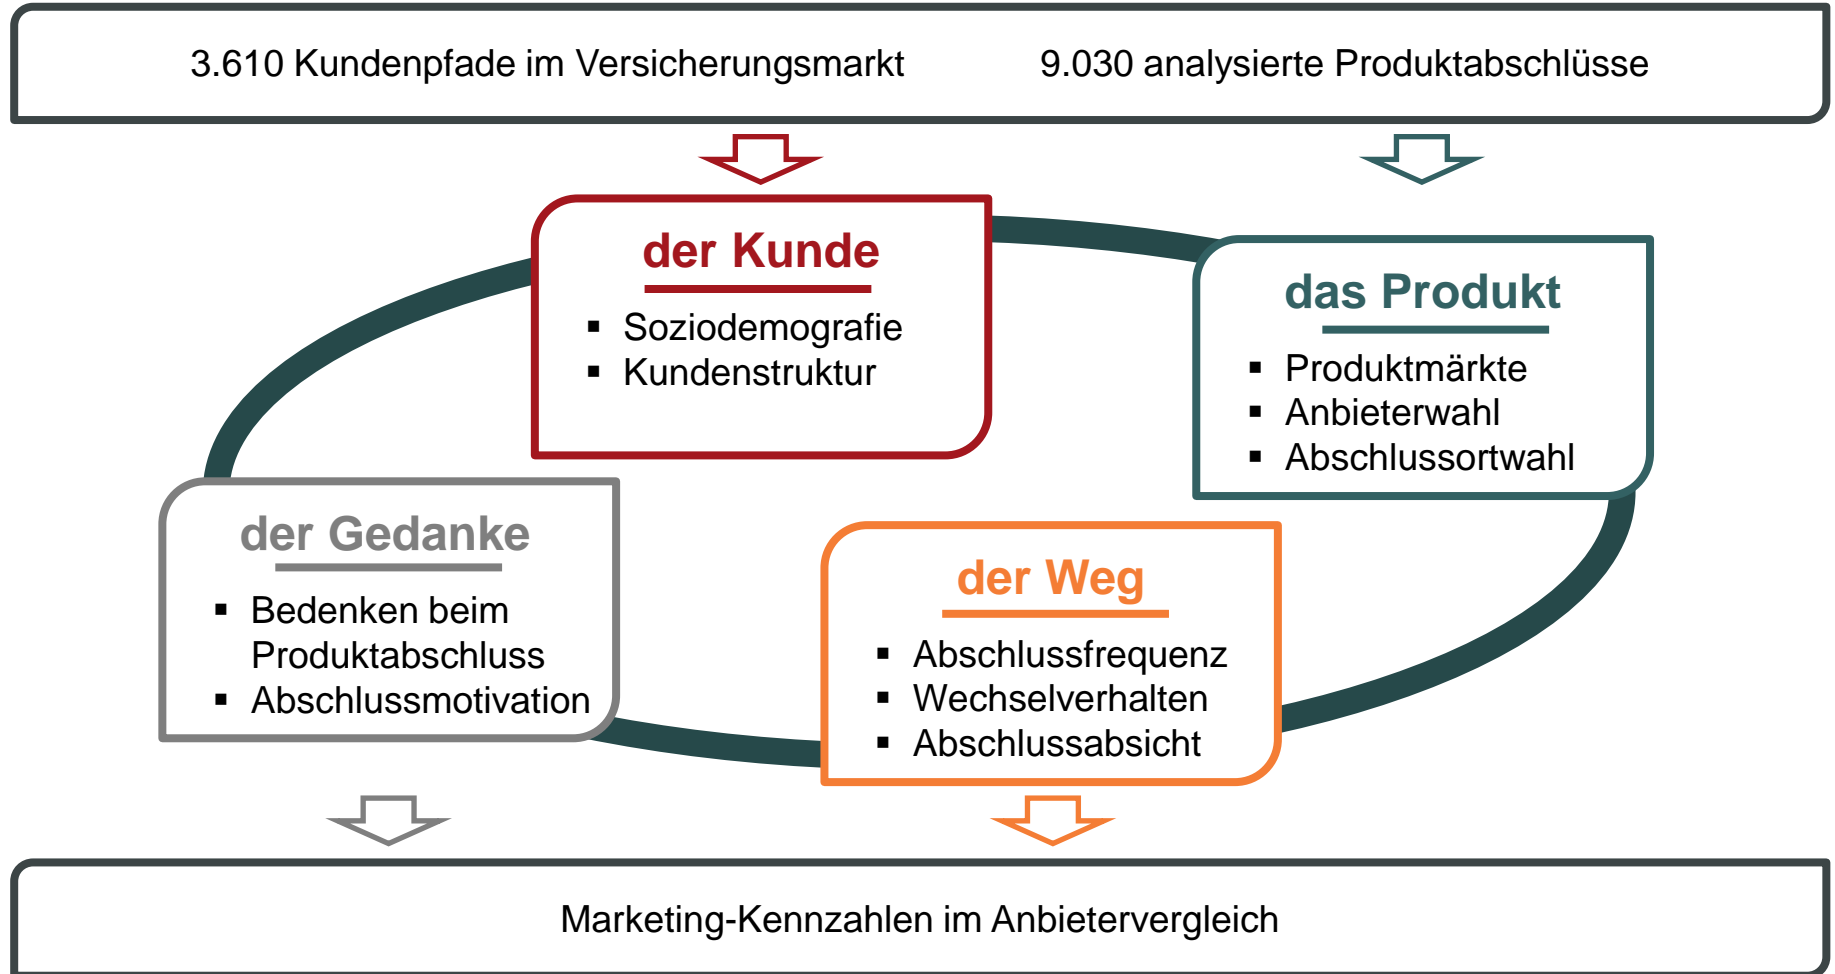 3.610 Kundenpfade im Versicherungsmarkt
9.030 analysierte Produktabschlüsse
der Kunde
▪ Soziodemografie
▪ Kundenstruktur
das Produkt
▪ Produktmärkte
▪ Anbieterwahl
▪ Abschlussortwahl
der Gedanke
▪ Bedenken beim
Produktabschluss
▪ Abschlussmotivation
der Weg
▪ Abschlussfrequenz
▪ Wechselverhalten
▪ Abschlussabsicht
Marketing-Kennzahlen im Anbietervergleich